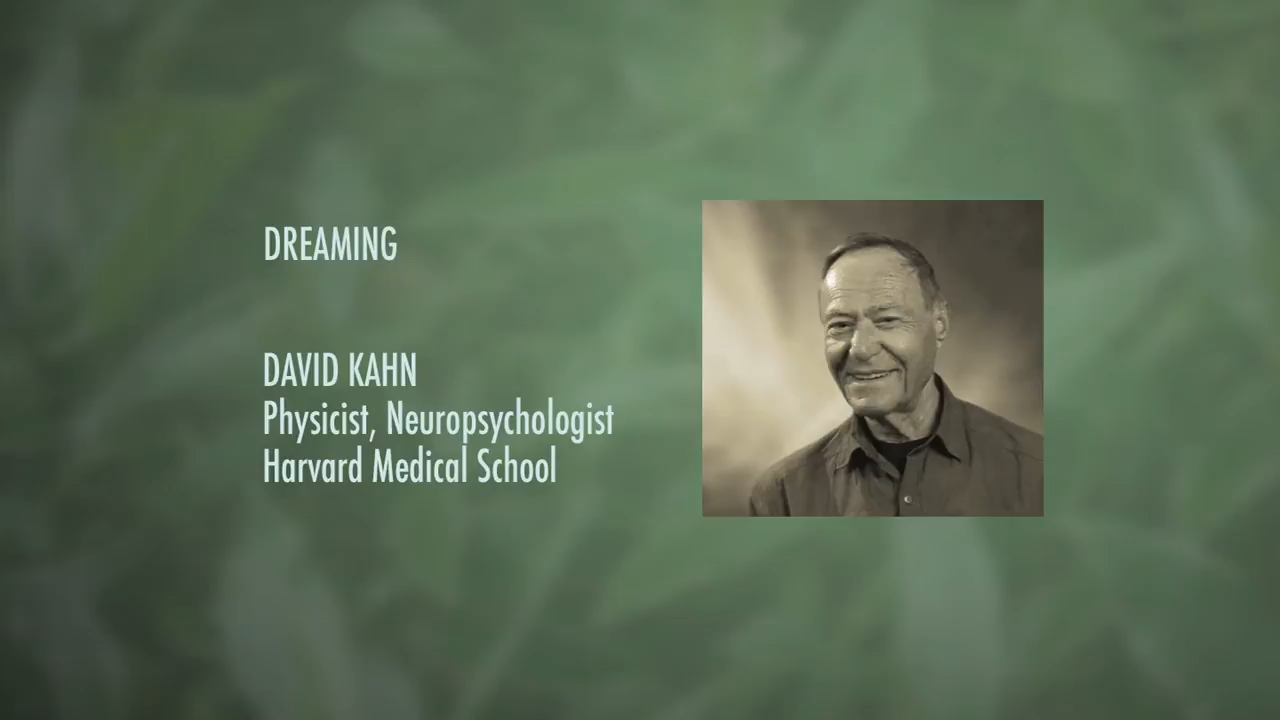 DREAMING
DAVID KAHN
Physicist, Neuropsychologist
Harvard Medical School